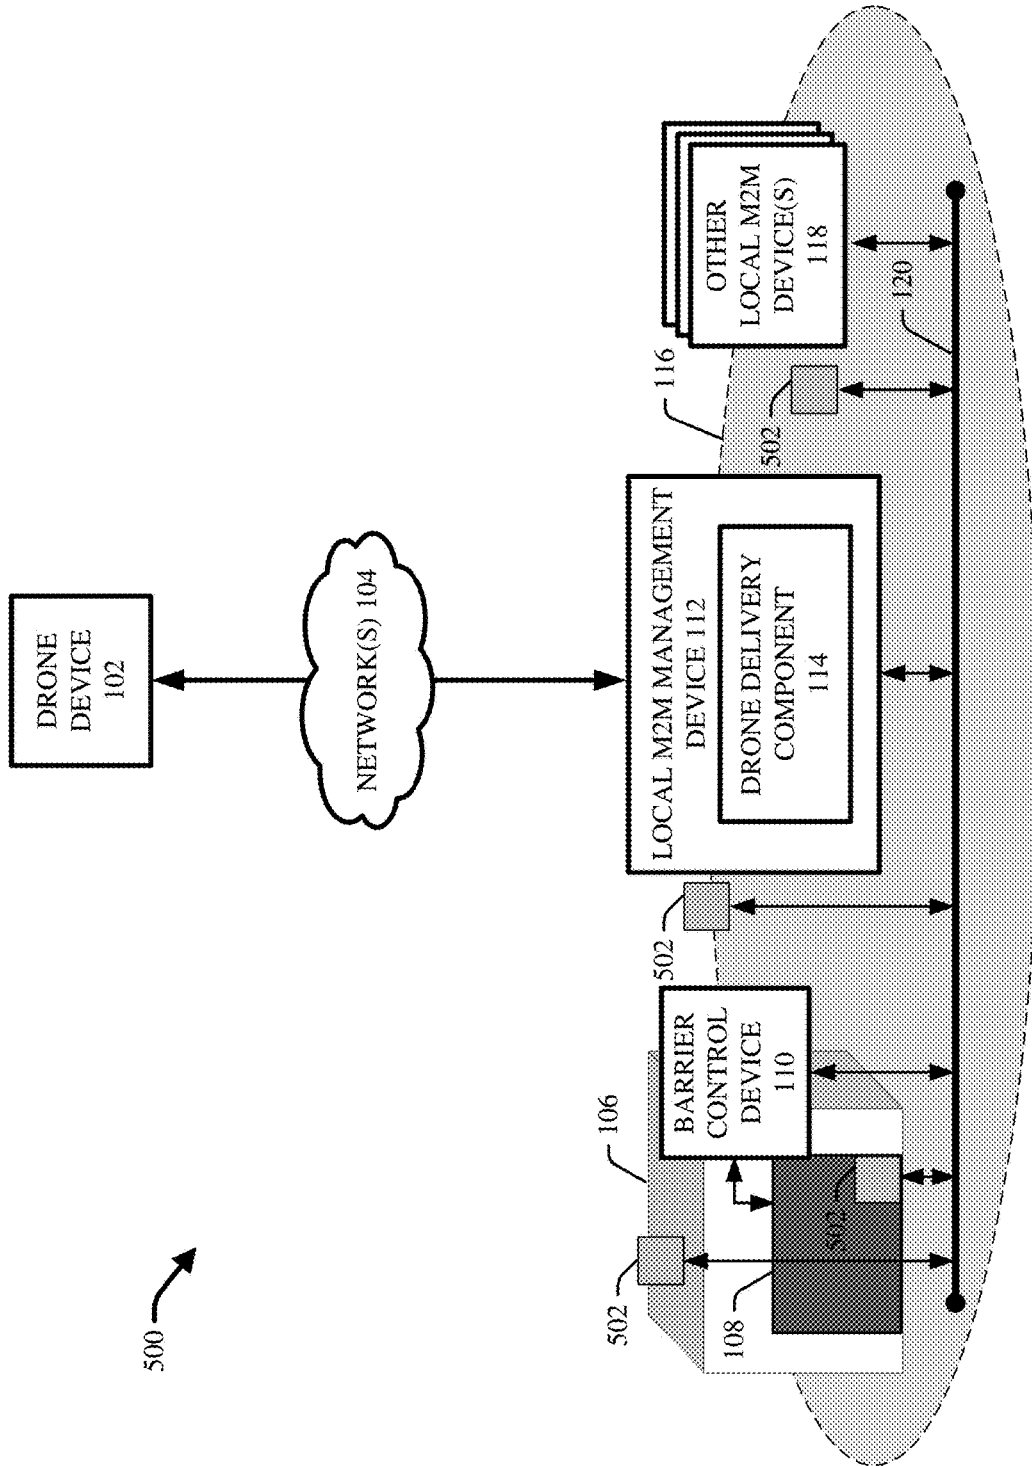 500
DRONE
DEVICE
102
NETWORK(S) 104
106
502
108
502
BARRIER
CONTROL
DEVICE
110
502
LOCAL M2M MANAGEMENT
DEVICE 112
DRONE DELIVERY
COMPONENT
114
116
502
OTHER
LOCAL M2M
DEVICE(S)
118
120